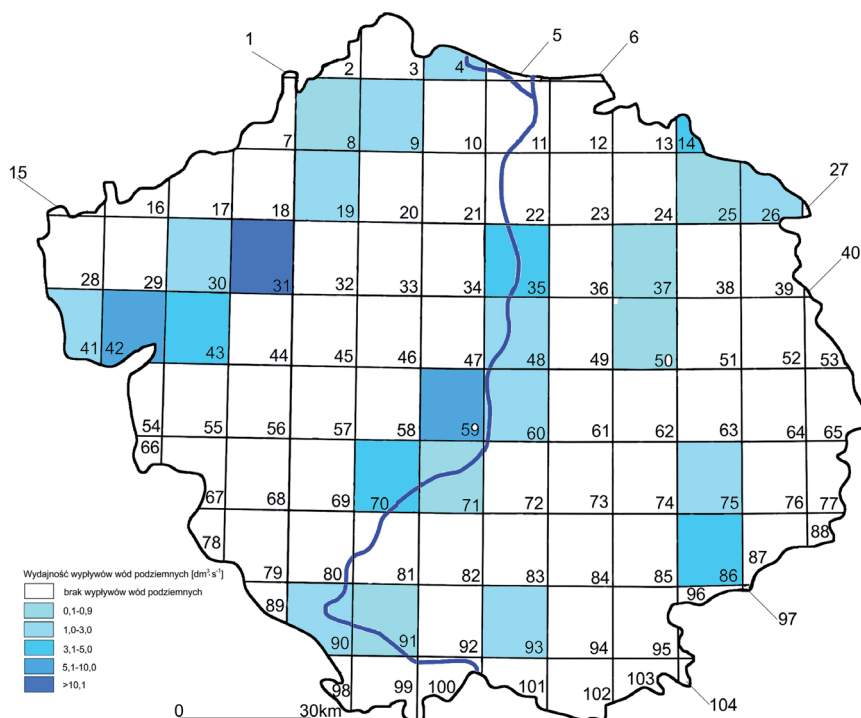 5 6
1
2 3 4
7 8 9 10 11 12 13 14
15 27
16 17 18 19 20 21 22 23 24 25 26
40
28 29 30 31 32 33 34 35 36 37 38 39
41 42 43 44 45 46 47 48 49 50 51 52 53
54 55 56 57 58 59 60 61 62 63 64 65
66
67 68 69 70 71 72 73 74 75 76 77
78 88
79 80 81 82 83 84 85 86 87
89 96 97
90 91 92 93 94 95
98 99 100 101 102 103 104
Wydajność wypływów wód podziemnych [dm³·s⁻¹]
brak wypływów wód podziemnych
0,1-0,9
1,0-3,0
3,1-5,0
5,1-10,0
>10,1
0 30km